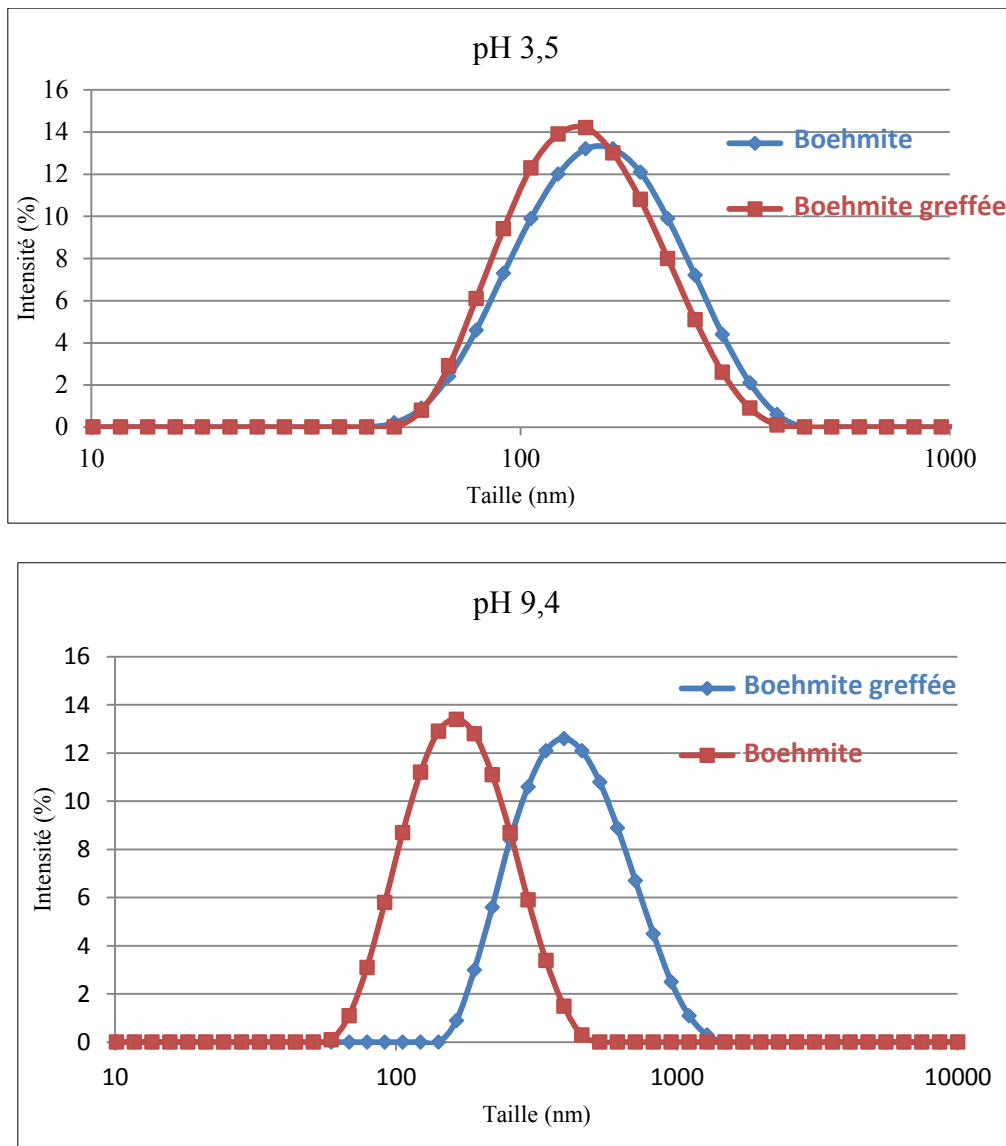 pH 3,5
Intensité (%)
16
14
12
10
8
6
4
2
0
Boehmite
Boehmite greffée
10
100
1000
Taille (nm)
pH 9,4
Intensité (%)
16
14
12
10
8
6
4
2
0
Boehmite greffée
Boehmite
10
100
1000
10000
Taille (nm)